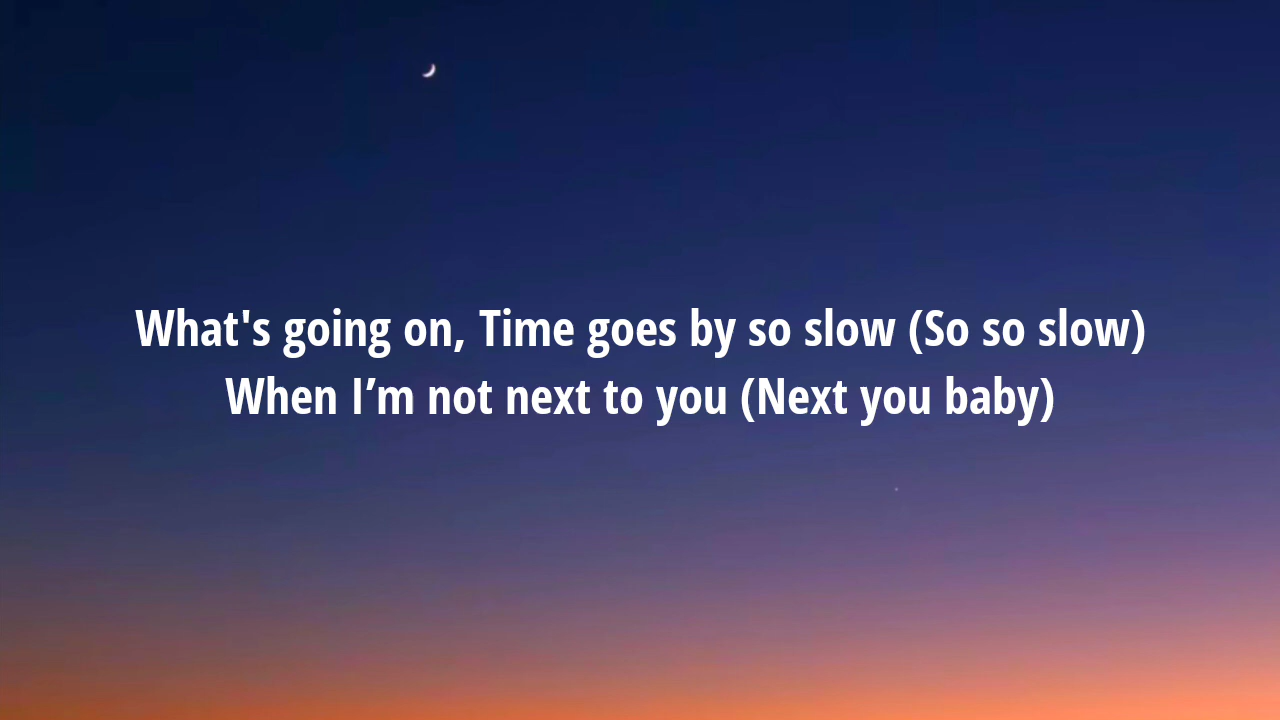 What's going on, Time goes by so slow (So so slow)
When I’m not next to you (Next you baby)